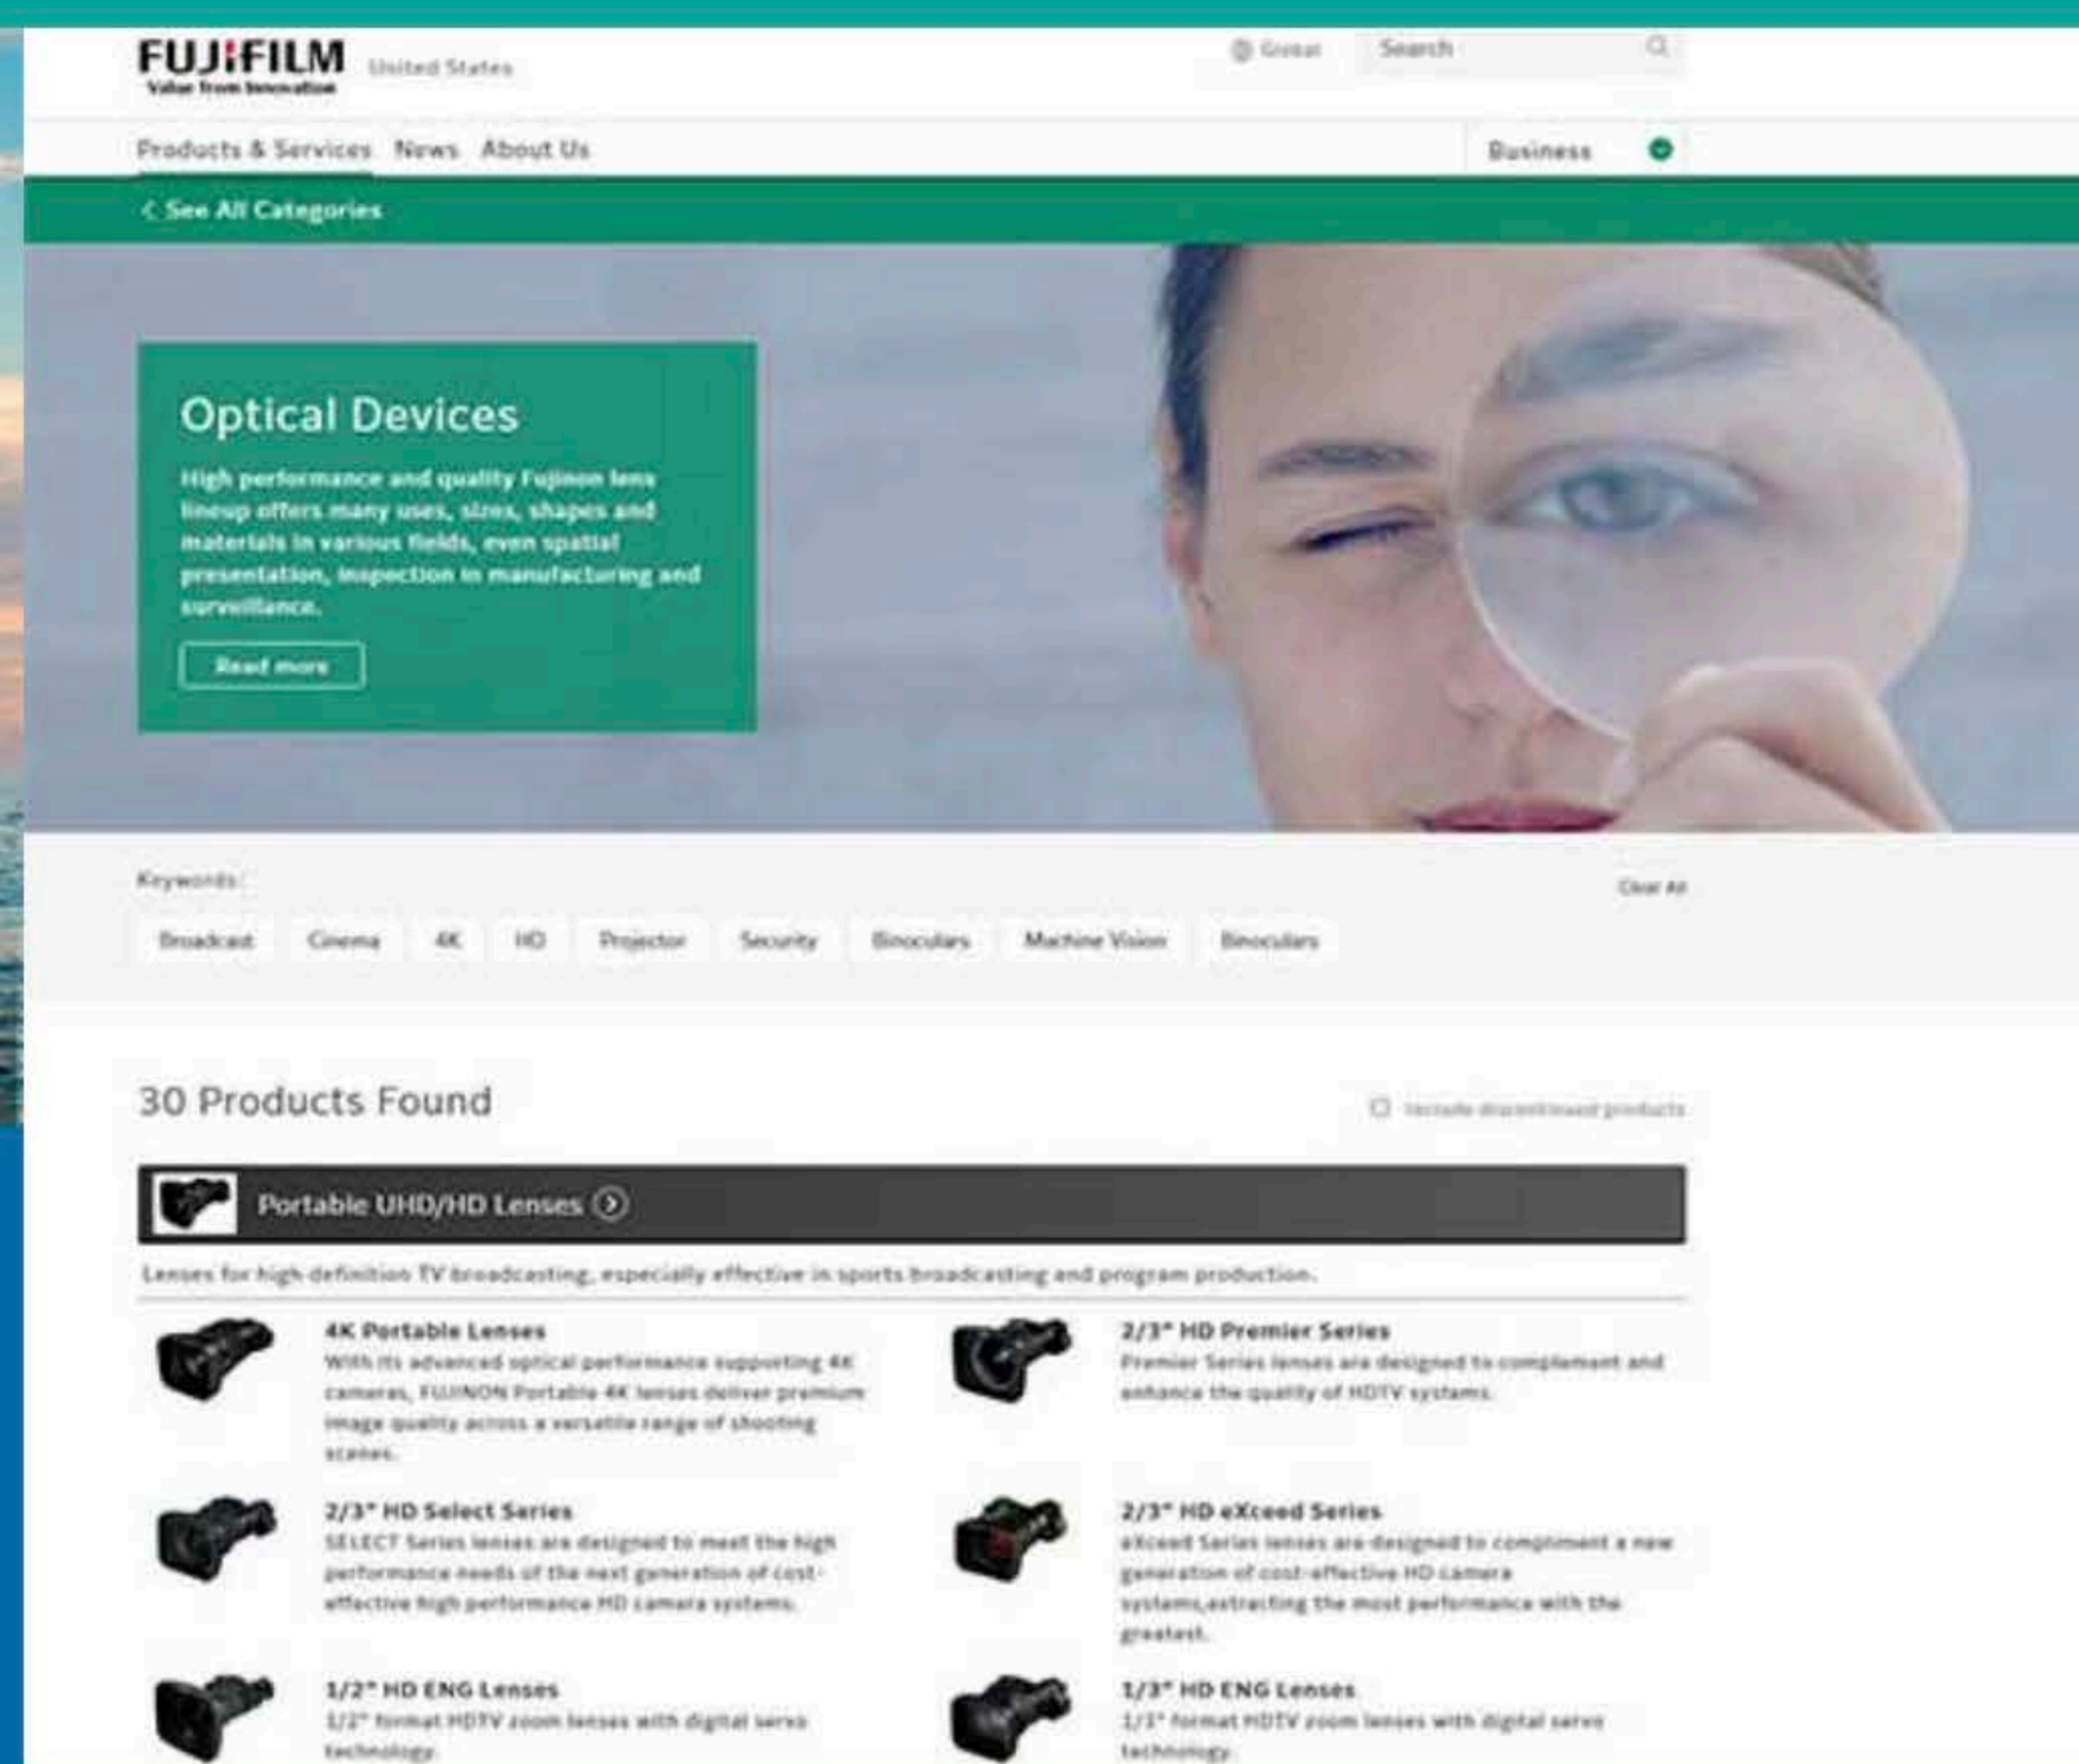 FUJIFILM
Value from Innovation
United States
Global
Search
Products & Services
News
About Us
Business
< See All Categories
Optical Devices
High performance and quality Fujinon lens
lineup offers many uses, sizes, shapes and
materials in various fields, even spatial
presentation, inspection in manufacturing and
surveillance.
Read more
Keywords:
Clear All
Broadcast
Cinema
4K
HD
Projector
Security
Binoculars
Machine Vision
Binoculars
30 Products Found
Include discontinued products
Portable UHD/HD Lenses
Lenses for high-definition TV broadcasting, especially effective in sports broadcasting and program production.
4K Portable Lenses
With its advanced optical performance supporting 4K
cameras, FUJINON Portable 4K lenses deliver premium
image quality across a versatile range of shooting
scenes.
2/3" HD Premier Series
Premier Series lenses are designed to complement and
enhance the quality of HDTV systems.
2/3" HD Select Series
SELECT Series lenses are designed to meet the high
performance needs of the next generation of cost-
effective high performance HD camera systems.
2/3" HD eXceed Series
eXceed Series lenses are designed to compliment a new
generation of cost-effective HD camera
systems,extracting the most performance with the
greatest.
1/2" HD ENG Lenses
1/2" format HDTV zoom lenses with digital servo
technology.
1/3" HD ENG Lenses
1/3" format HDTV zoom lenses with digital servo
technology.